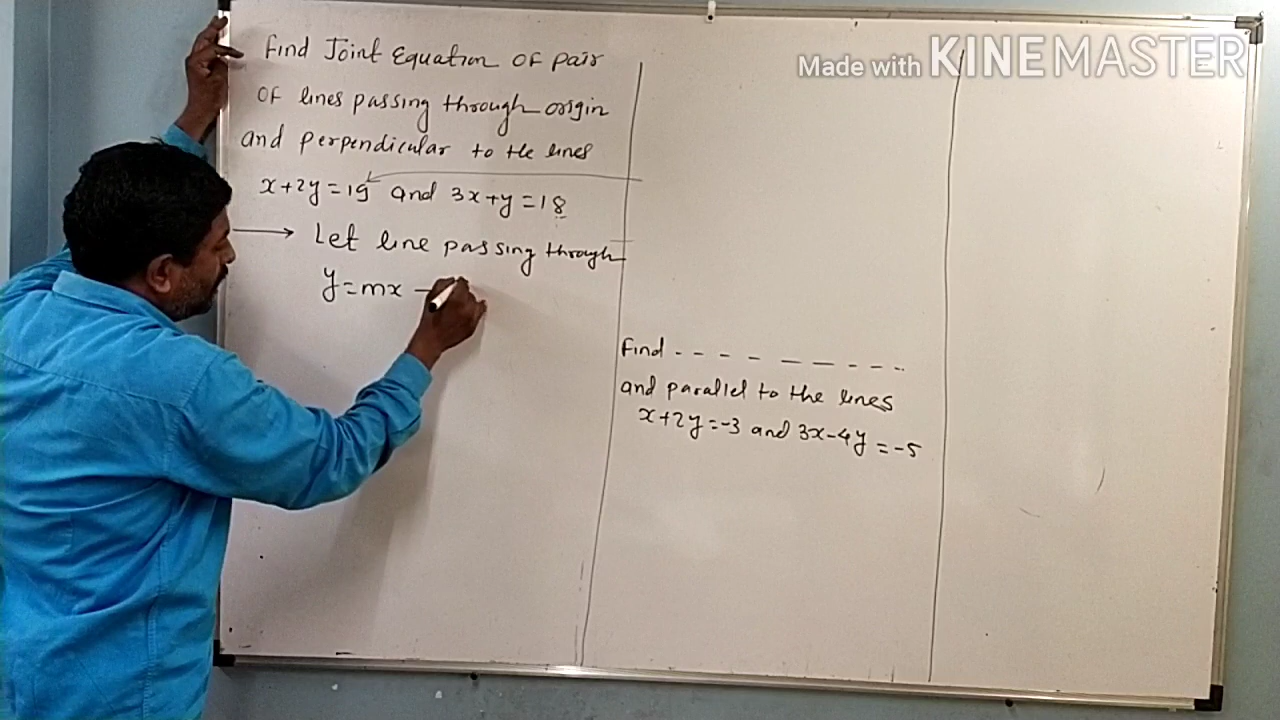 Find Joint Equation of pair
of lines passing through origin
and perpendicular to the lines
x+2y=19 and 3x+y=18
Let line passing through
y=mx
Find - - - - - - - -
and parallel to the lines
x+2y=-3 and 3x-4y=-5
Made with KINEMASTER